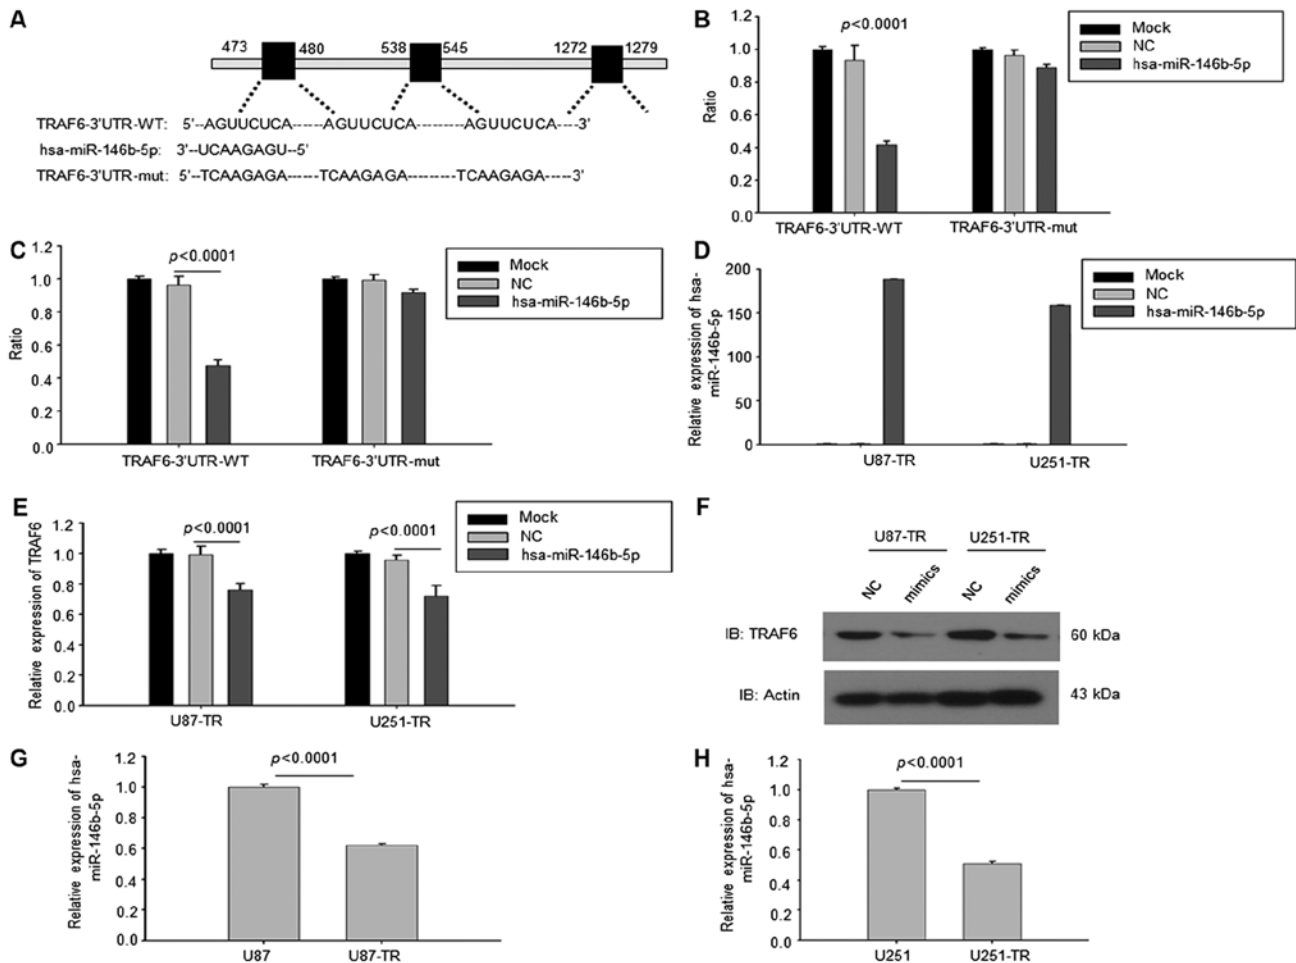 A
473 480 538 545 1272 1279
TRAF6-3'UTR-WT: 5'--AGUUCUCA-----AGUUCUCA--------AGUUCUCA----3'
hsa-miR-146b-5p: 3'--UCAAGAGU--5'
TRAF6-3'UTR-mut: 5'--TCAAGAGA-----TCAAGAGA-------TCAAGAGA-----3'
B
Ratio
1.2
1.0
0.8
0.6
0.4
0.2
0.0
p<0.0001
Mock
NC
hsa-miR-146b-5p
TRAF6-3'UTR-WT TRAF6-3'UTR-mut
C
Ratio
1.2
1.0
0.8
0.6
0.4
0.2
0.0
p<0.0001
Mock
NC
hsa-miR-146b-5p
TRAF6-3'UTR-WT TRAF6-3'UTR-mut
D
Relative expression of hsa-
miR-146b-5p
200
150
100
50
0
Mock
NC
hsa-miR-146b-5p
U87-TR U251-TR
E
Relative expression of TRAF6
1.2
1.0
0.8
0.6
0.4
0.2
0.0
p<0.0001 p<0.0001
Mock
NC
hsa-miR-146b-5p
U87-TR U251-TR
F
U87-TR U251-TR
NC mimics NC mimics
IB: TRAF6 60 kDa
IB: Actin 43 kDa
G
Relative expression of hsa-
miR-146b-5p
1.2
1.0
0.8
0.6
0.4
0.2
0.0
p<0.0001
U87 U87-TR
H
Relative expression of hsa-
miR-146b-5p
1.2
1.0
0.8
0.6
0.4
0.2
0.0
p<0.0001
U251 U251-TR